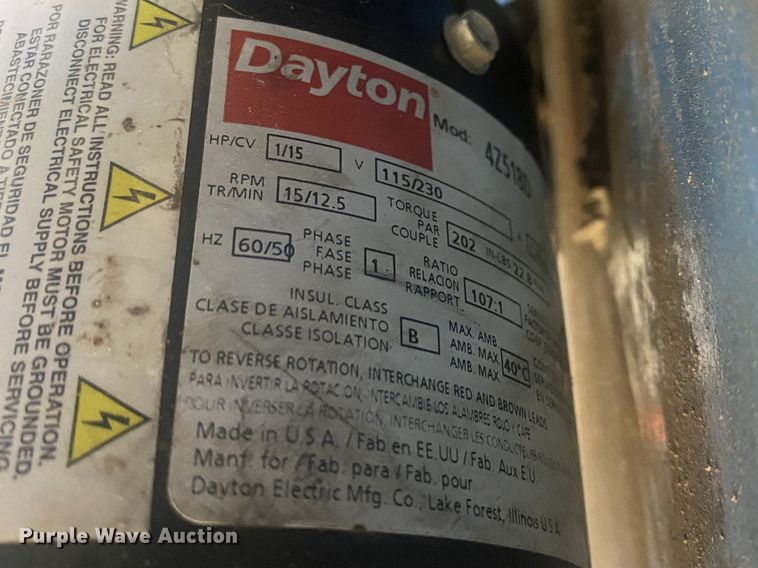 WARNING: READ ALL INSTRUCTIONS BEFORE OPERATION.
FOR ELECTRICAL SAFETY MOTOR MUST BE GROUNDED.
DISCONNECT ELECTRICAL SUPPLY BEFORE SERVICING.
POR RARAZONER DE SEGURIDAD EL
ESTAR CONECTADO A TIERRA
Dayton®
Mod: 4Z518D
HP/CV 1/15 V 115/230 A
RPM
TR/MIN 15/12.5
TORQUE
PAR
COUPLE 202 IN-LBS 22.8
HZ 60/50
PHASE
FASE
PHASE 1
RATIO
RELACION
RAPPORT 107:1
INSUL. CLASS
CLASE DE AISLAMIENTO
CLASSE ISOLATION B
MAX. AMB.
AMB. MAX.
AMB. MAX. 40°C
TO REVERSE ROTATION, INTERCHANGE RED AND BROWN LEADS.
PARA INVERTIR LA ROTACION, INTERCAMBIE LOS ALAMBRES ROJO Y CAFE
POUR INVERSER LA ROTATION, INTERCHANGER LES CONDUCTEURS
Made in U.S.A. / Fab en EE.UU / Fab. Aux E.U.
Manf. for / Fab. para / Fab. pour
Dayton Electric Mfg. Co., Lake Forest, Illinois U.S.A.
Purple Wave Auction